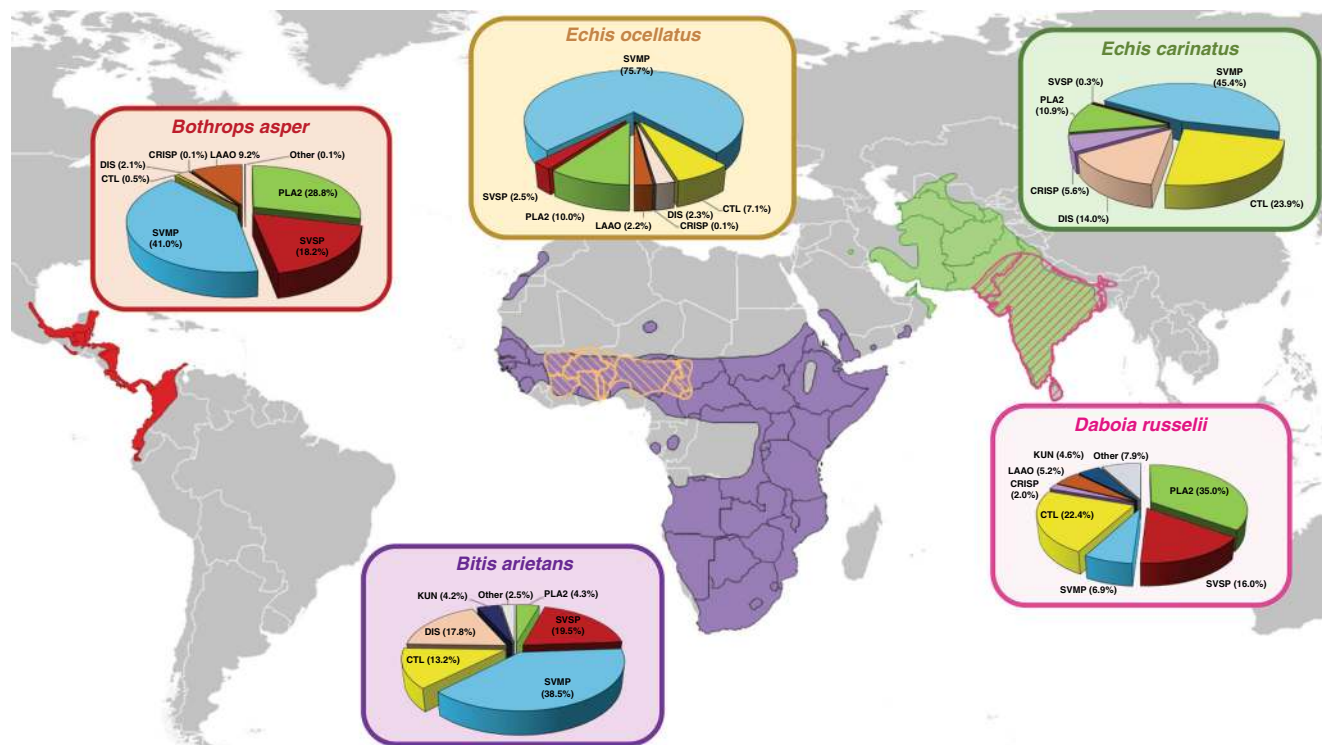 Echis ocellatus
SVMP
(75.7%)
SVSP (2.5%)
PLA2 (10.0%)
LAAO (2.2%)
DIS (2.3%)
CRISP (0.1%)
CTL (7.1%)
Echis carinatus
SVSP (0.3%)
SVMP
(45.4%)
PLA2
(10.9%)
CRISP (5.6%)
DIS (14.0%)
CTL (23.9%)
Bothrops asper
CRISP (0.1%)
LAAO 9.2%
Other (0.1%)
DIS (2.1%)
CTL (0.5%)
PLA2 (28.8%)
SVMP
(41.0%)
SVSP
(18.2%)
Daboia russelii
KUN (4.6%)
Other (7.9%)
LAAO (5.2%)
CRISP
(2.0%)
PLA2 (35.0%)
CTL (22.4%)
SVMP (6.9%)
SVSP (16.0%)
Bitis arietans
KUN (4.2%)
Other (2.5%)
PLA2 (4.3%)
DIS (17.8%)
SVSP
(19.5%)
CTL (13.2%)
SVMP
(38.5%)